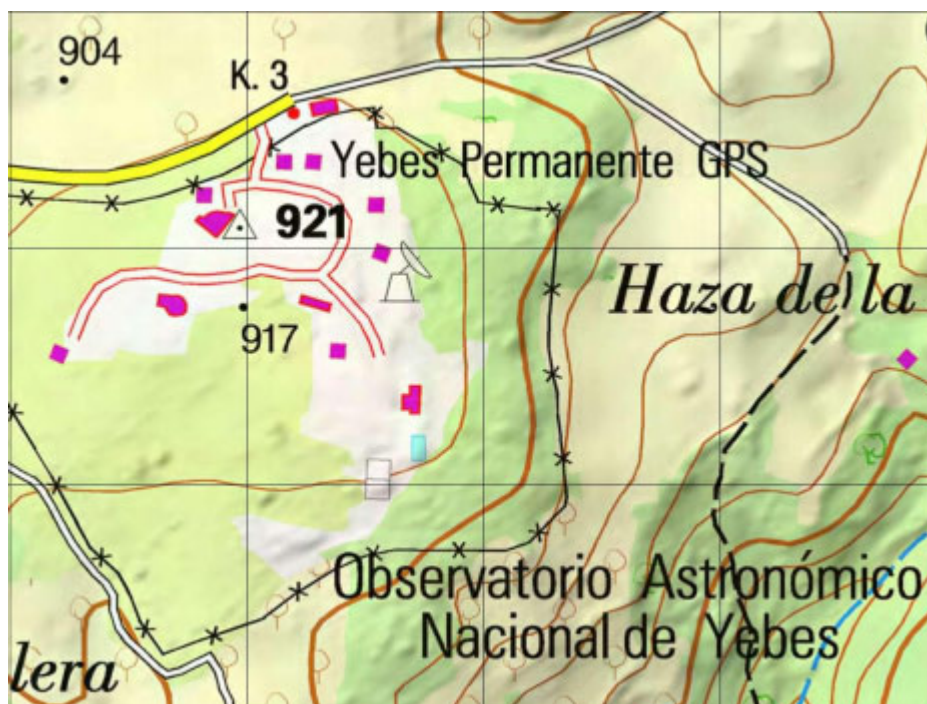 904
K. 3
Yebes Permanente GPS
921
Haza de la
917
Observatorio Astronómico
Nacional de Yebes
lera